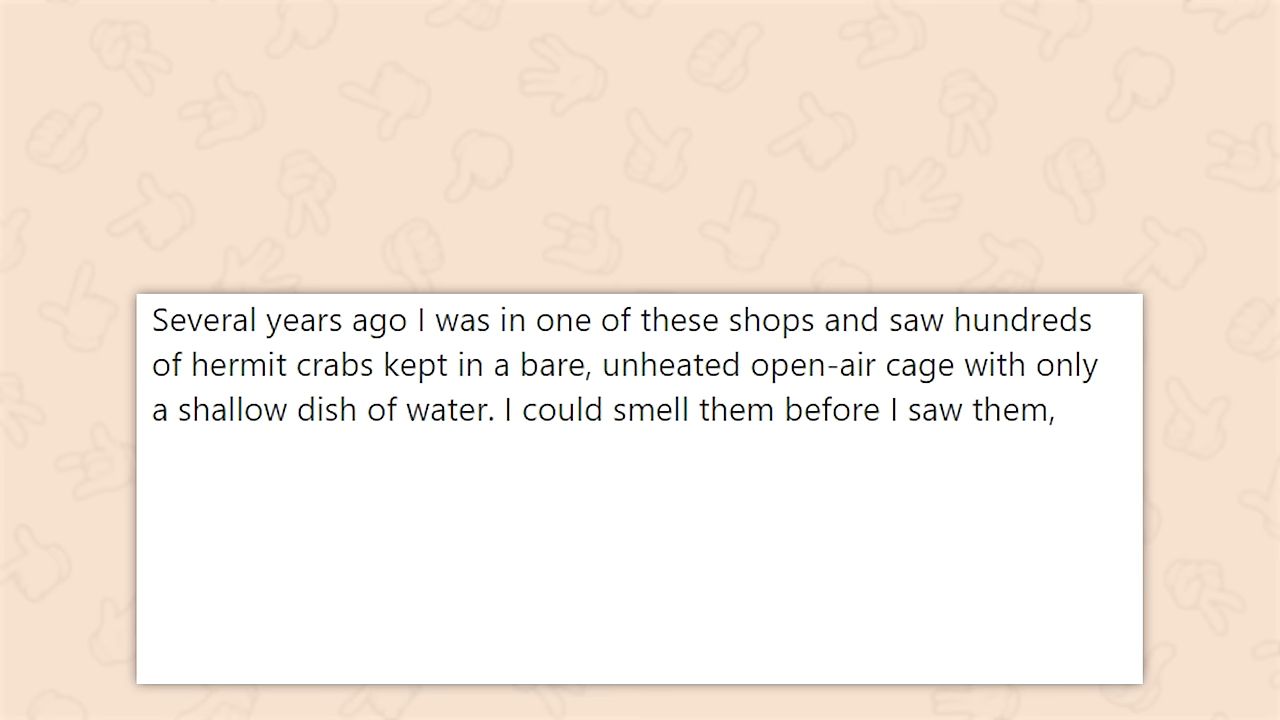 Several years ago I was in one of these shops and saw hundreds
of hermit crabs kept in a bare, unheated open-air cage with only
a shallow dish of water. I could smell them before I saw them,